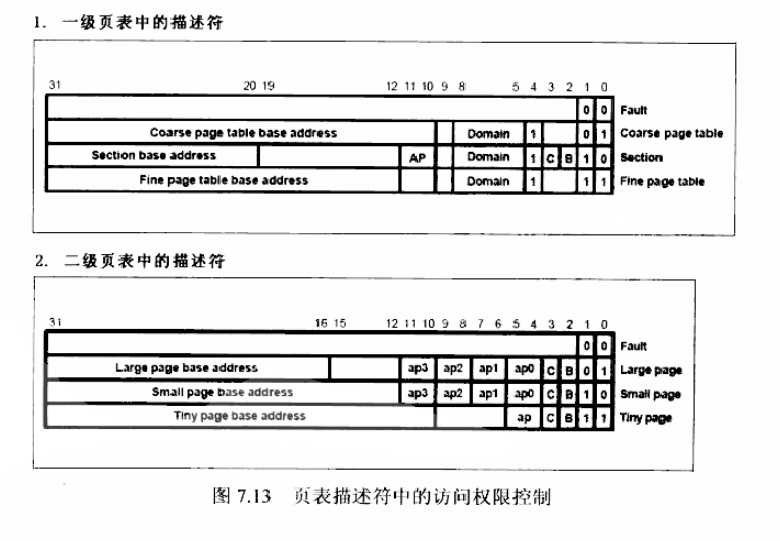 1. 一级页表中的描述符
31 20 19 12 11 10 9 8 5 4 3 2 1 0
0 0 Fault
Coarse page table base address Domain 1 0 1 Coarse page table
Section base address AP Domain 1 C B 1 0 Section
Fine page table base address Domain 1 1 1 Fine page table
2. 二级页表中的描述符
31 16 15 12 11 10 9 8 7 6 5 4 3 2 1 0
0 0 Fault
Large page base address ap3 ap2 ap1 ap0 C B 0 1 Large page
Small page base address ap3 ap2 ap1 ap0 C B 1 0 Small page
Tiny page base address ap C B 1 1 Tiny page
图 7.13 页表描述符中的访问权限控制